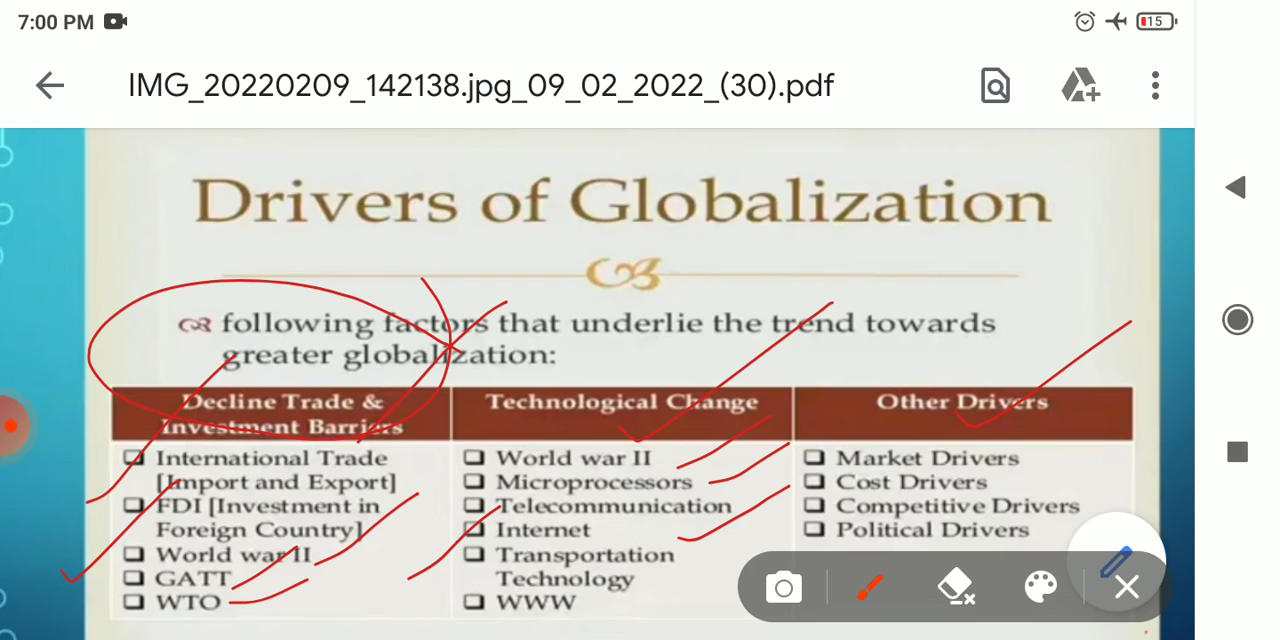 7:00 PM
15
IMG_20220209_142138.jpg_09_02_2022_(30).pdf
Drivers of Globalization
following factors that underlie the trend towards
greater globalization:
Decline Trade &
Investment Barriers
International Trade
[Import and Export]
FDI [Investment in
Foreign Country]
World war II
GATT
WTO
Technological Change
World war II
Microprocessors
Telecommunication
Internet
Transportation
Technology
WWW
Other Drivers
Market Drivers
Cost Drivers
Competitive Drivers
Political Drivers